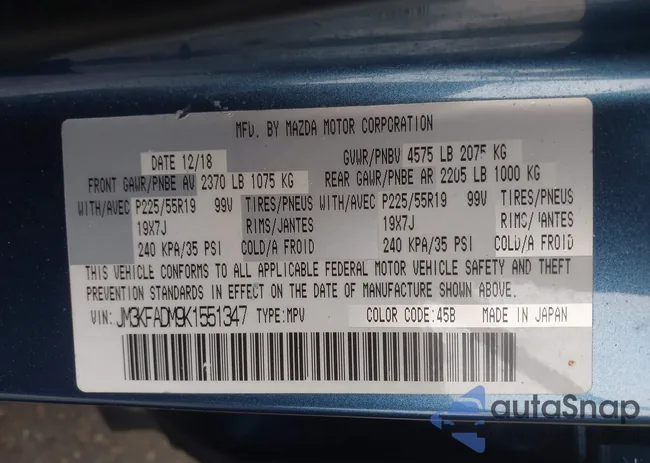 MFD. BY MAZDA MOTOR CORPORATION
DATE 12/18 GVWR/PNBV 4575 LB 2075 KG
FRONT GAWR/PNBE AV 2370 LB 1075 KG REAR GAWR/PNBE AR 2205 LB 1000 KG
WITH/AVEC P225/55R19 99V TIRES/PNEUS P225/55R19 99V TIRES/PNEUS
19X7J RIMS/JANTES 19X7J RIMS/JANTES
240 KPA/35 PSI COLD/A FROID 240 KPA/35 PSI COLD/A FROID
THIS VEHICLE CONFORMS TO ALL APPLICABLE FEDERAL MOTOR VEHICLE SAFETY AND THEFT
PREVENTION STANDARDS IN EFFECT ON THE DATE OF MANUFACTURE SHOWN ABOVE.
VIN: JM3KFADM9K1551347 TYPE:MPV COLOR CODE:45B MADE IN JAPAN
autaSnap